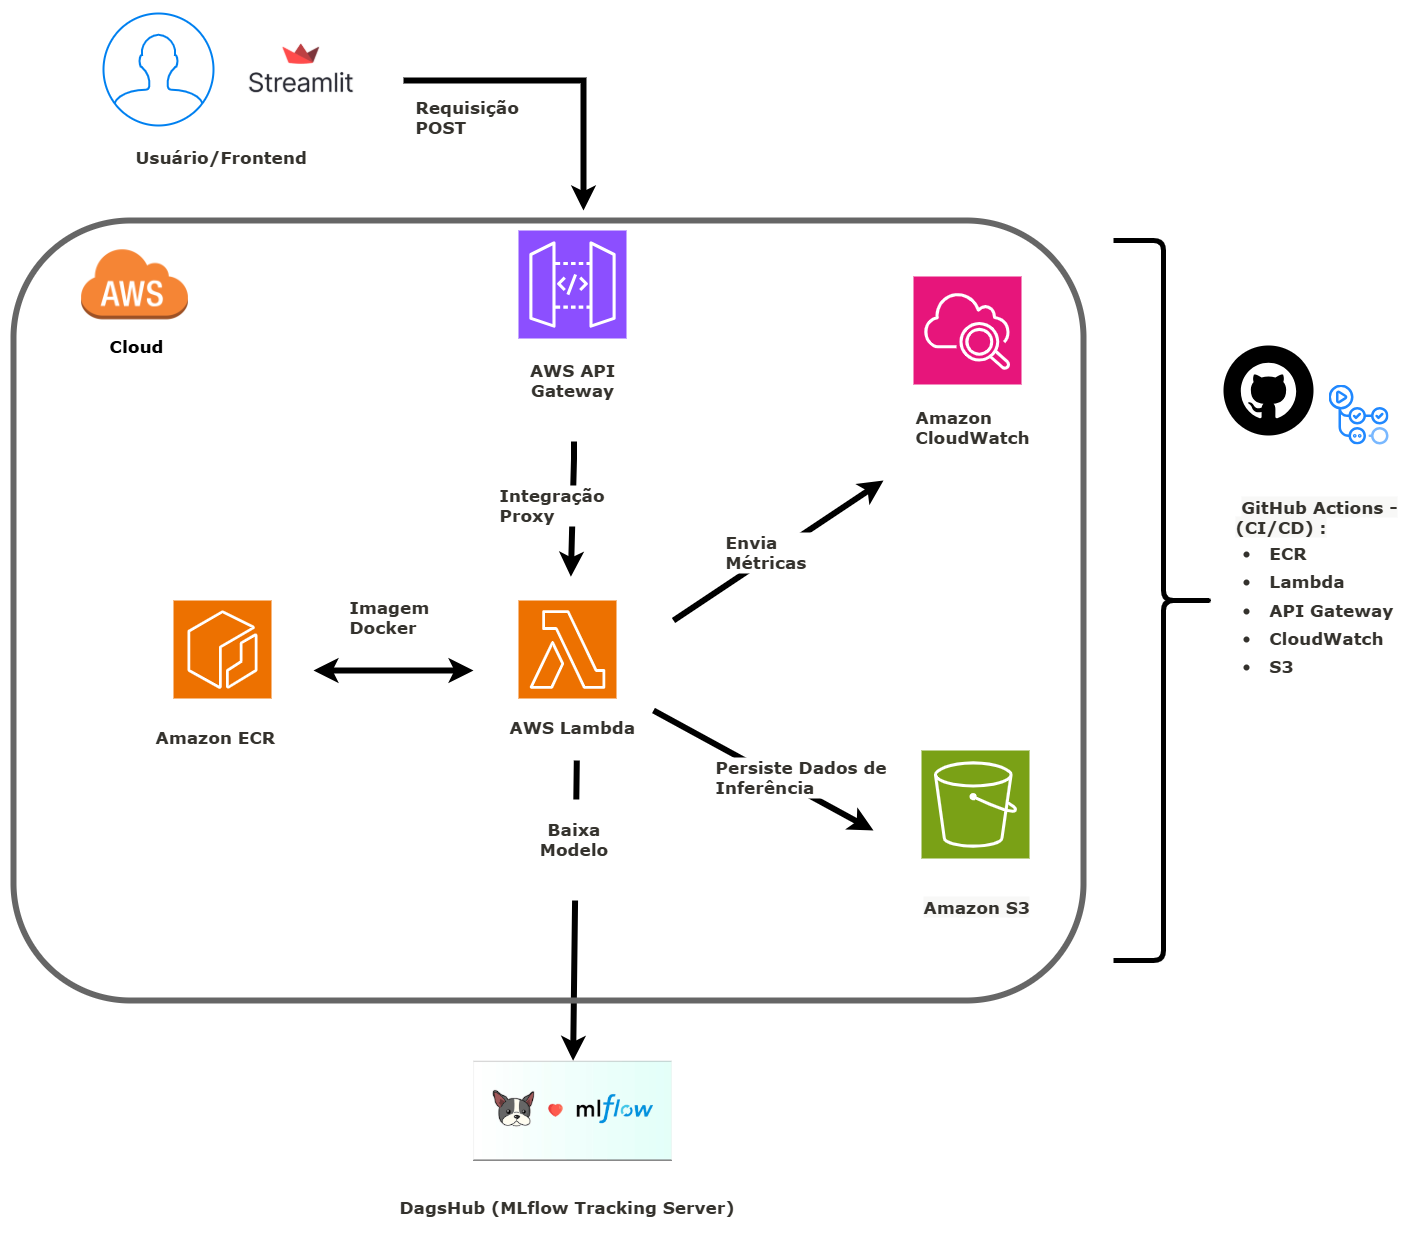 Streamlit
Requisição
POST
Usuário/Frontend
AWS
Cloud
AWS API
Gateway
Amazon
CloudWatch
Integração
Proxy
Envia
Métricas
Imagem
Docker
Amazon ECR
AWS Lambda
Persiste Dados de
Inferência
Baixa
Modelo
Amazon S3
GitHub Actions -
(CI/CD) :
• ECR
• Lambda
• API Gateway
• CloudWatch
• S3
mlflow
DagsHub (MLflow Tracking Server)